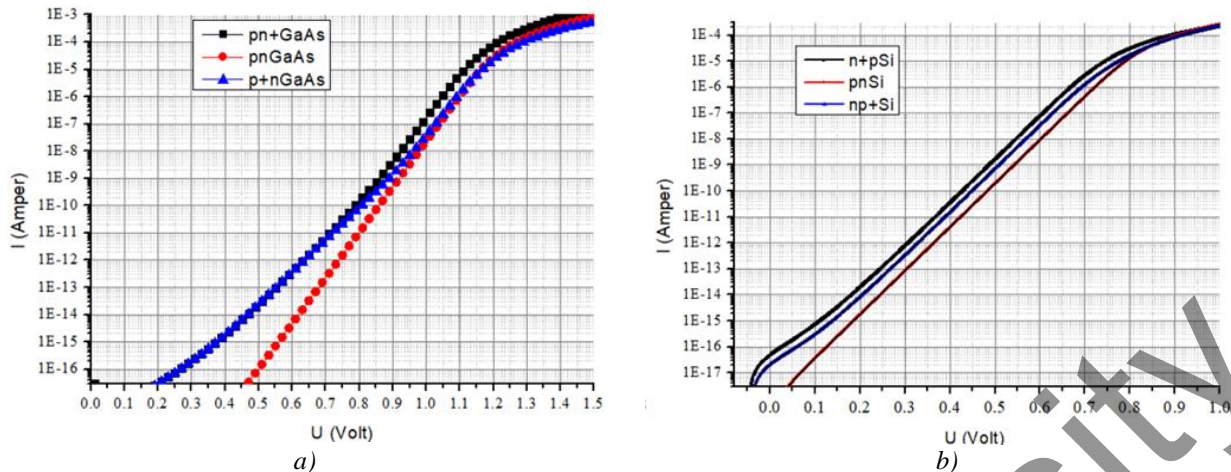 1E-3
1E-4
1E-5
1E-6
1E-7
1E-8
1E-9
1E-10
1E-11
1E-12
1E-13
1E-14
1E-15
1E-16
I (Amper)
pn+GaAs
pnGaAs
p+nGaAs
0.0 0.1 0.2 0.3 0.4 0.5 0.6 0.7 0.8 0.9 1.0 1.1 1.2 1.3 1.4 1.5
U (Volt)
a)
1E-4
1E-5
1E-6
1E-7
1E-8
1E-9
1E-10
1E-11
1E-12
1E-13
1E-14
1E-15
1E-16
1E-17
I (Amper)
n+pSi
pnSi
np+Si
0.0 0.1 0.2 0.3 0.4 0.5 0.6 0.7 0.8 0.9 1.0
U (Volt)
b)
sity